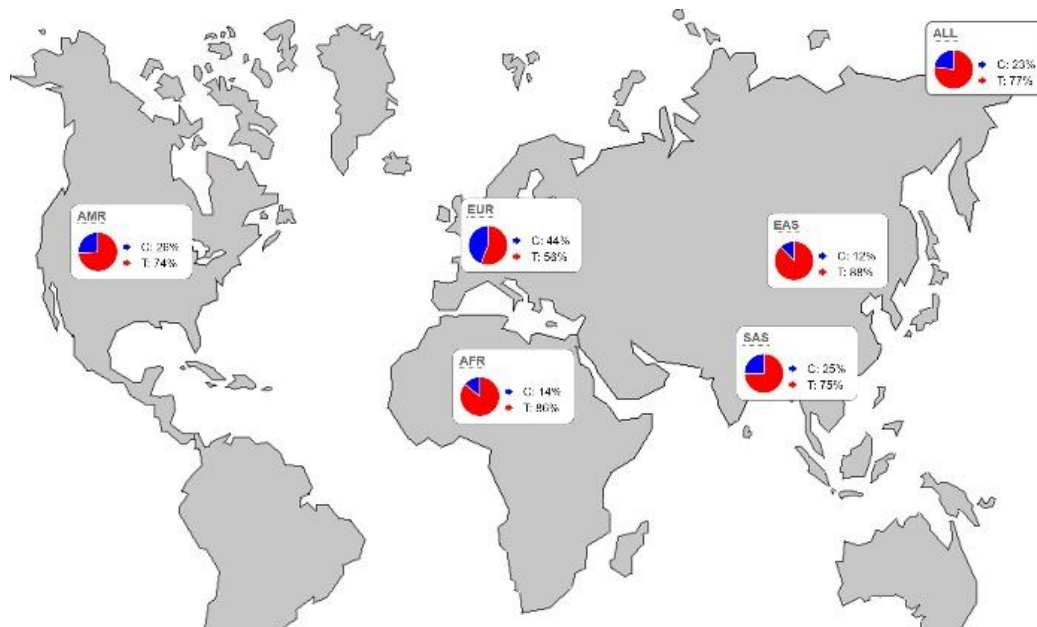 ALL
C: 23%
T: 77%
AMR
C: 26%
T: 74%
EUR
C: 44%
T: 56%
EAS
C: 12%
T: 88%
SAS
C: 25%
T: 75%
AFR
C: 14%
T: 86%